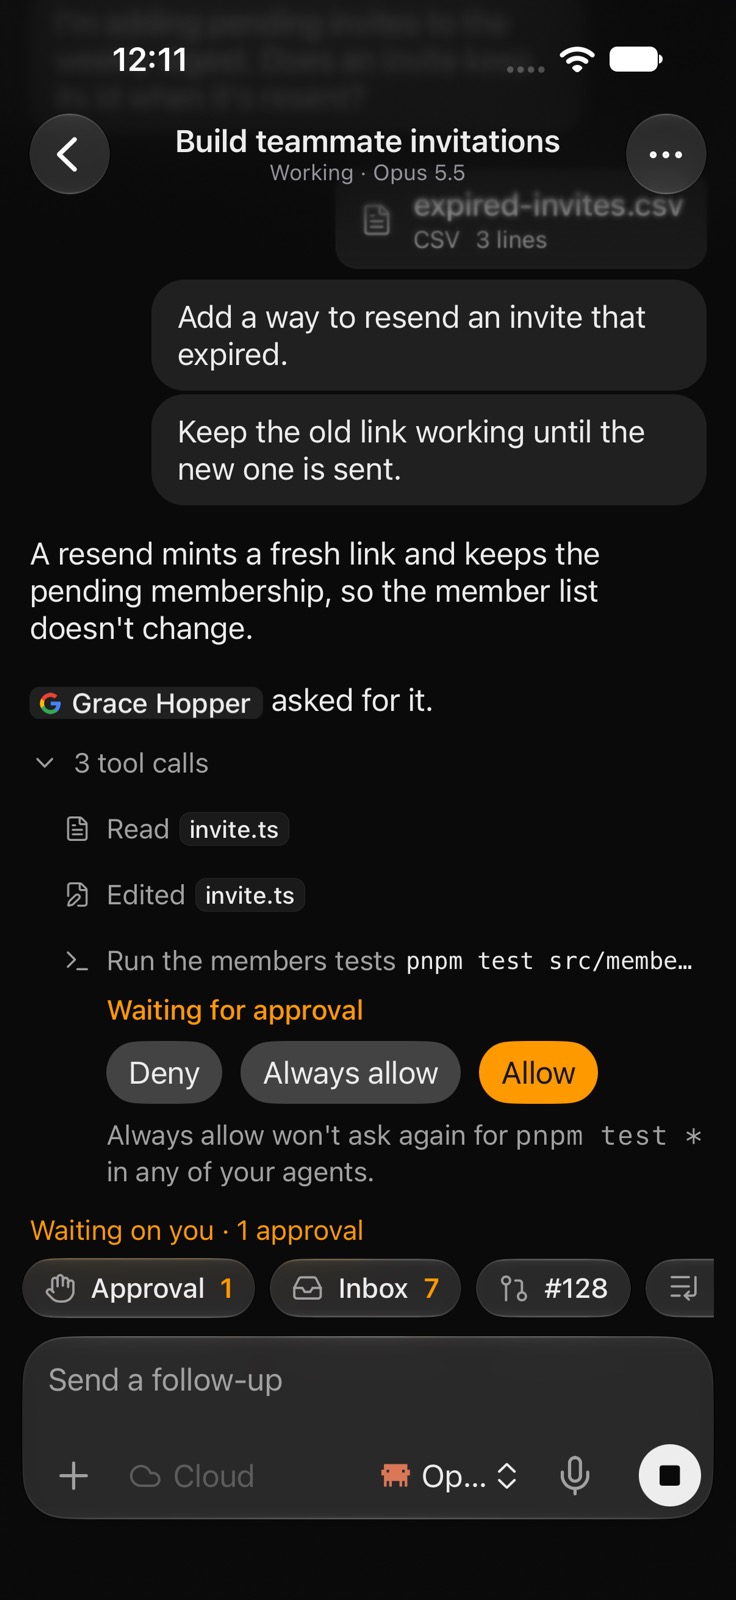 12:11
Build teammate invitations
Working · Opus 5.5
expired-invites.csv
CSV 3 lines
Add a way to resend an invite that
expired.
Keep the old link working until the
new one is sent.
A resend mints a fresh link and keeps the
pending membership, so the member list
doesn't change.
Grace Hopper asked for it.
3 tool calls
Read invite.ts
Edited invite.ts
Run the members tests pnpm test src/membe…
Waiting for approval
Deny
Always allow
Allow
Always allow won't ask again for pnpm test *
in any of your agents.
Waiting on you · 1 approval
Approval 1
Inbox 7
#128
Send a follow-up
Cloud
Op...